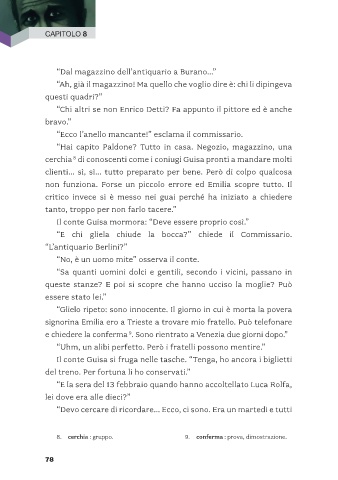 CAPITOLO 8
“Dal magazzino dell’antiquario a Burano...”
“Ah, già il magazzino! Ma quello che voglio dire è: chi li dipingeva
questi quadri?”
“Chi altri se non Enrico Detti? Fa appunto il pittore ed è anche
bravo.”
“Ecco l’anello mancante!” esclama il commissario.
“Hai capito Paldone? Tutto in casa. Negozio, magazzino, una
cerchia⁸ di conoscenti come i coniugi Guisa pronti a mandare molti
clienti... sì, sì... tutto preparato per bene. Però di colpo qualcosa
non funziona. Forse un piccolo errore ed Emilia scopre tutto. Il
critico invece si è messo nei guai perché ha iniziato a chiedere
tanto, troppo per non farlo tacere.”
Il conte Guisa mormora: “Deve essere proprio così.”
“E chi gliela chiude la bocca?” chiede il Commissario.
“L’antiquario Berlini?”
“No, è un uomo mite” osserva il conte.
“Sa quanti uomini dolci e gentili, secondo i vicini, passano in
queste stanze? E poi si scopre che hanno ucciso la moglie? Può
essere stato lei.”
“Glielo ripeto: sono innocente. Il giorno in cui è morta la povera
signorina Emilia ero a Trieste a trovare mio fratello. Può telefonare
e chiedere la conferma⁹. Sono rientrato a Venezia due giorni dopo.”
“Uhm, un alibi perfetto. Però i fratelli possono mentire.”
Il conte Guisa si fruga nelle tasche. “Tenga, ho ancora i biglietti
del treno. Per fortuna li ho conservati.”
“E la sera del 13 febbraio quando hanno accoltellato Luca Rolfa,
lei dove era alle dieci?”
“Devo cercare di ricordare... Ecco, ci sono. Era un martedì e tutti
8. cerchia : gruppo.
9. conferma : prova, dimostrazione.
78